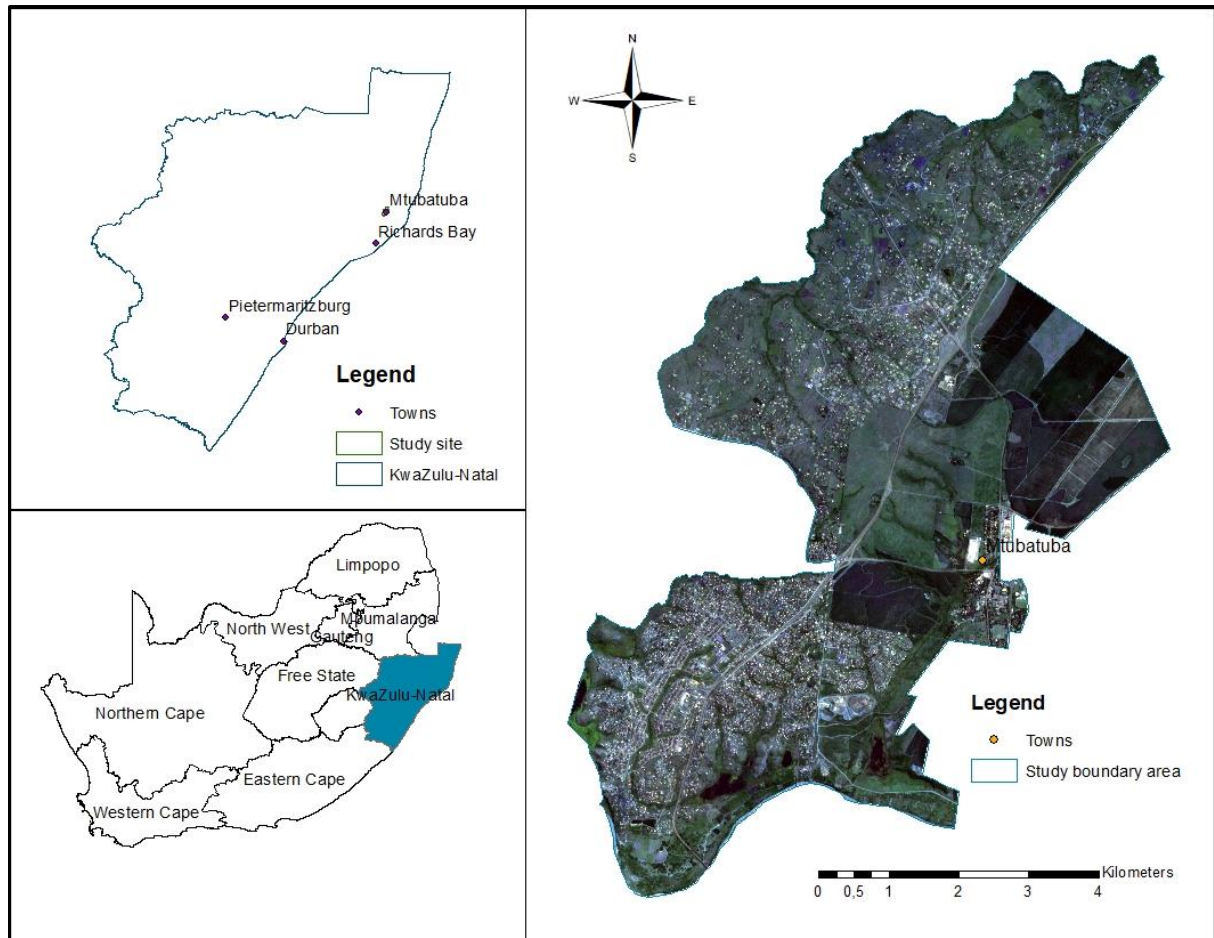 Mtubatuba
Richards Bay
Pietermaritzburg
Durban
Legend
Towns
Study site
KwaZulu-Natal
Limpopo
Mpumalanga
North West
Gauteng
Free State
KwaZulu-Natal
Northern Cape
Eastern Cape
Western Cape
N
W E
S
Mtubatuba
Legend
Towns
Study boundary area
Kilometers
0 0,5 1 2 3 4